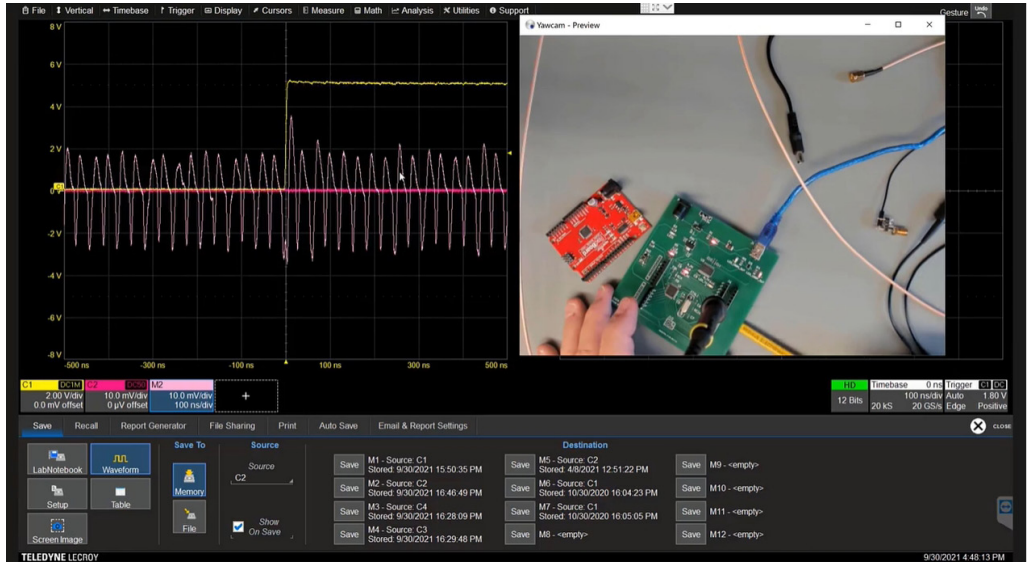 File Vertical Timebase Trigger Display Cursors Measure Math Analysis Utilities Support
Gesture Undo
Yawcam - Preview
8 V
6 V
4 V
2 V
C1
0 V
-2 V
-4 V
-6 V
-8 V
-500 ns -300 ns -100 ns 100 ns 300 ns 500 ns
C1 DC1M C2 DC50 M2
2.00 V/div 10.0 mV/div 10.0 mV/div
0.0 mV offset 0 µV offset 100 ns/div
+
HD Timebase 0 ns Trigger C1 DC
12 Bits 100 ns/div Auto 1.80 V
20 kS 20 GS/s Edge Positive
Save Recall Report Generator File Sharing Print Auto Save Email & Report Settings CLOSE
Save To Source Destination
LabNotebook Waveform
Setup Table
Screen Image
Memory
File
Source
C2
Show
On Save
Save M1 - Source: C1
Stored: 9/30/2021 15:50:35 PM
Save M2 - Source: C2
Stored: 9/30/2021 16:46:49 PM
Save M3 - Source: C4
Stored: 9/30/2021 16:28:09 PM
Save M4 - Source: C3
Stored: 9/30/2021 16:29:48 PM
Save M5 - Source: C2
Stored: 4/8/2021 12:51:22 PM
Save M6 - Source: C1
Stored: 10/30/2020 16:04:23 PM
Save M7 - Source: C1
Stored: 10/30/2020 16:05:05 PM
Save M8 - <empty>
Save M9 - <empty>
Save M10 - <empty>
Save M11 - <empty>
Save M12 - <empty>
TELEDYNE LECROY 9/30/2021 4:48:13 PM